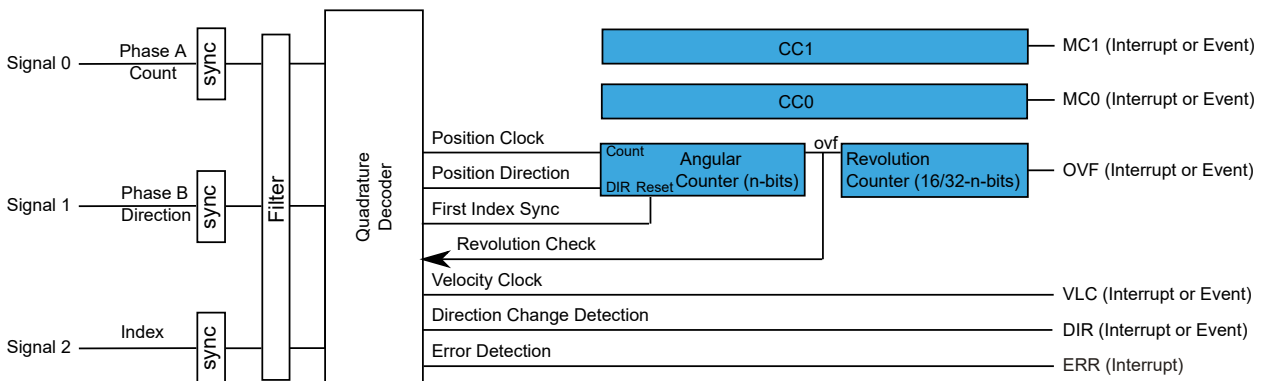 CC1
MC1 (Interrupt or Event)
CC0
MC0 (Interrupt or Event)
Signal 0
Phase A
Count
sync
Signal 1
Phase B
Direction
sync
Signal 2
Index
sync
Filter
Quadrature
Decoder
Position Clock
Position Direction
First Index Sync
Revolution Check
Velocity Clock
Direction Change Detection
Error Detection
Count
Angular
DIR Reset Counter (n-bits)
ovf
Revolution
Counter (16/32-n-bits)
OVF (Interrupt or Event)
VLC (Interrupt or Event)
DIR (Interrupt or Event)
ERR (Interrupt)